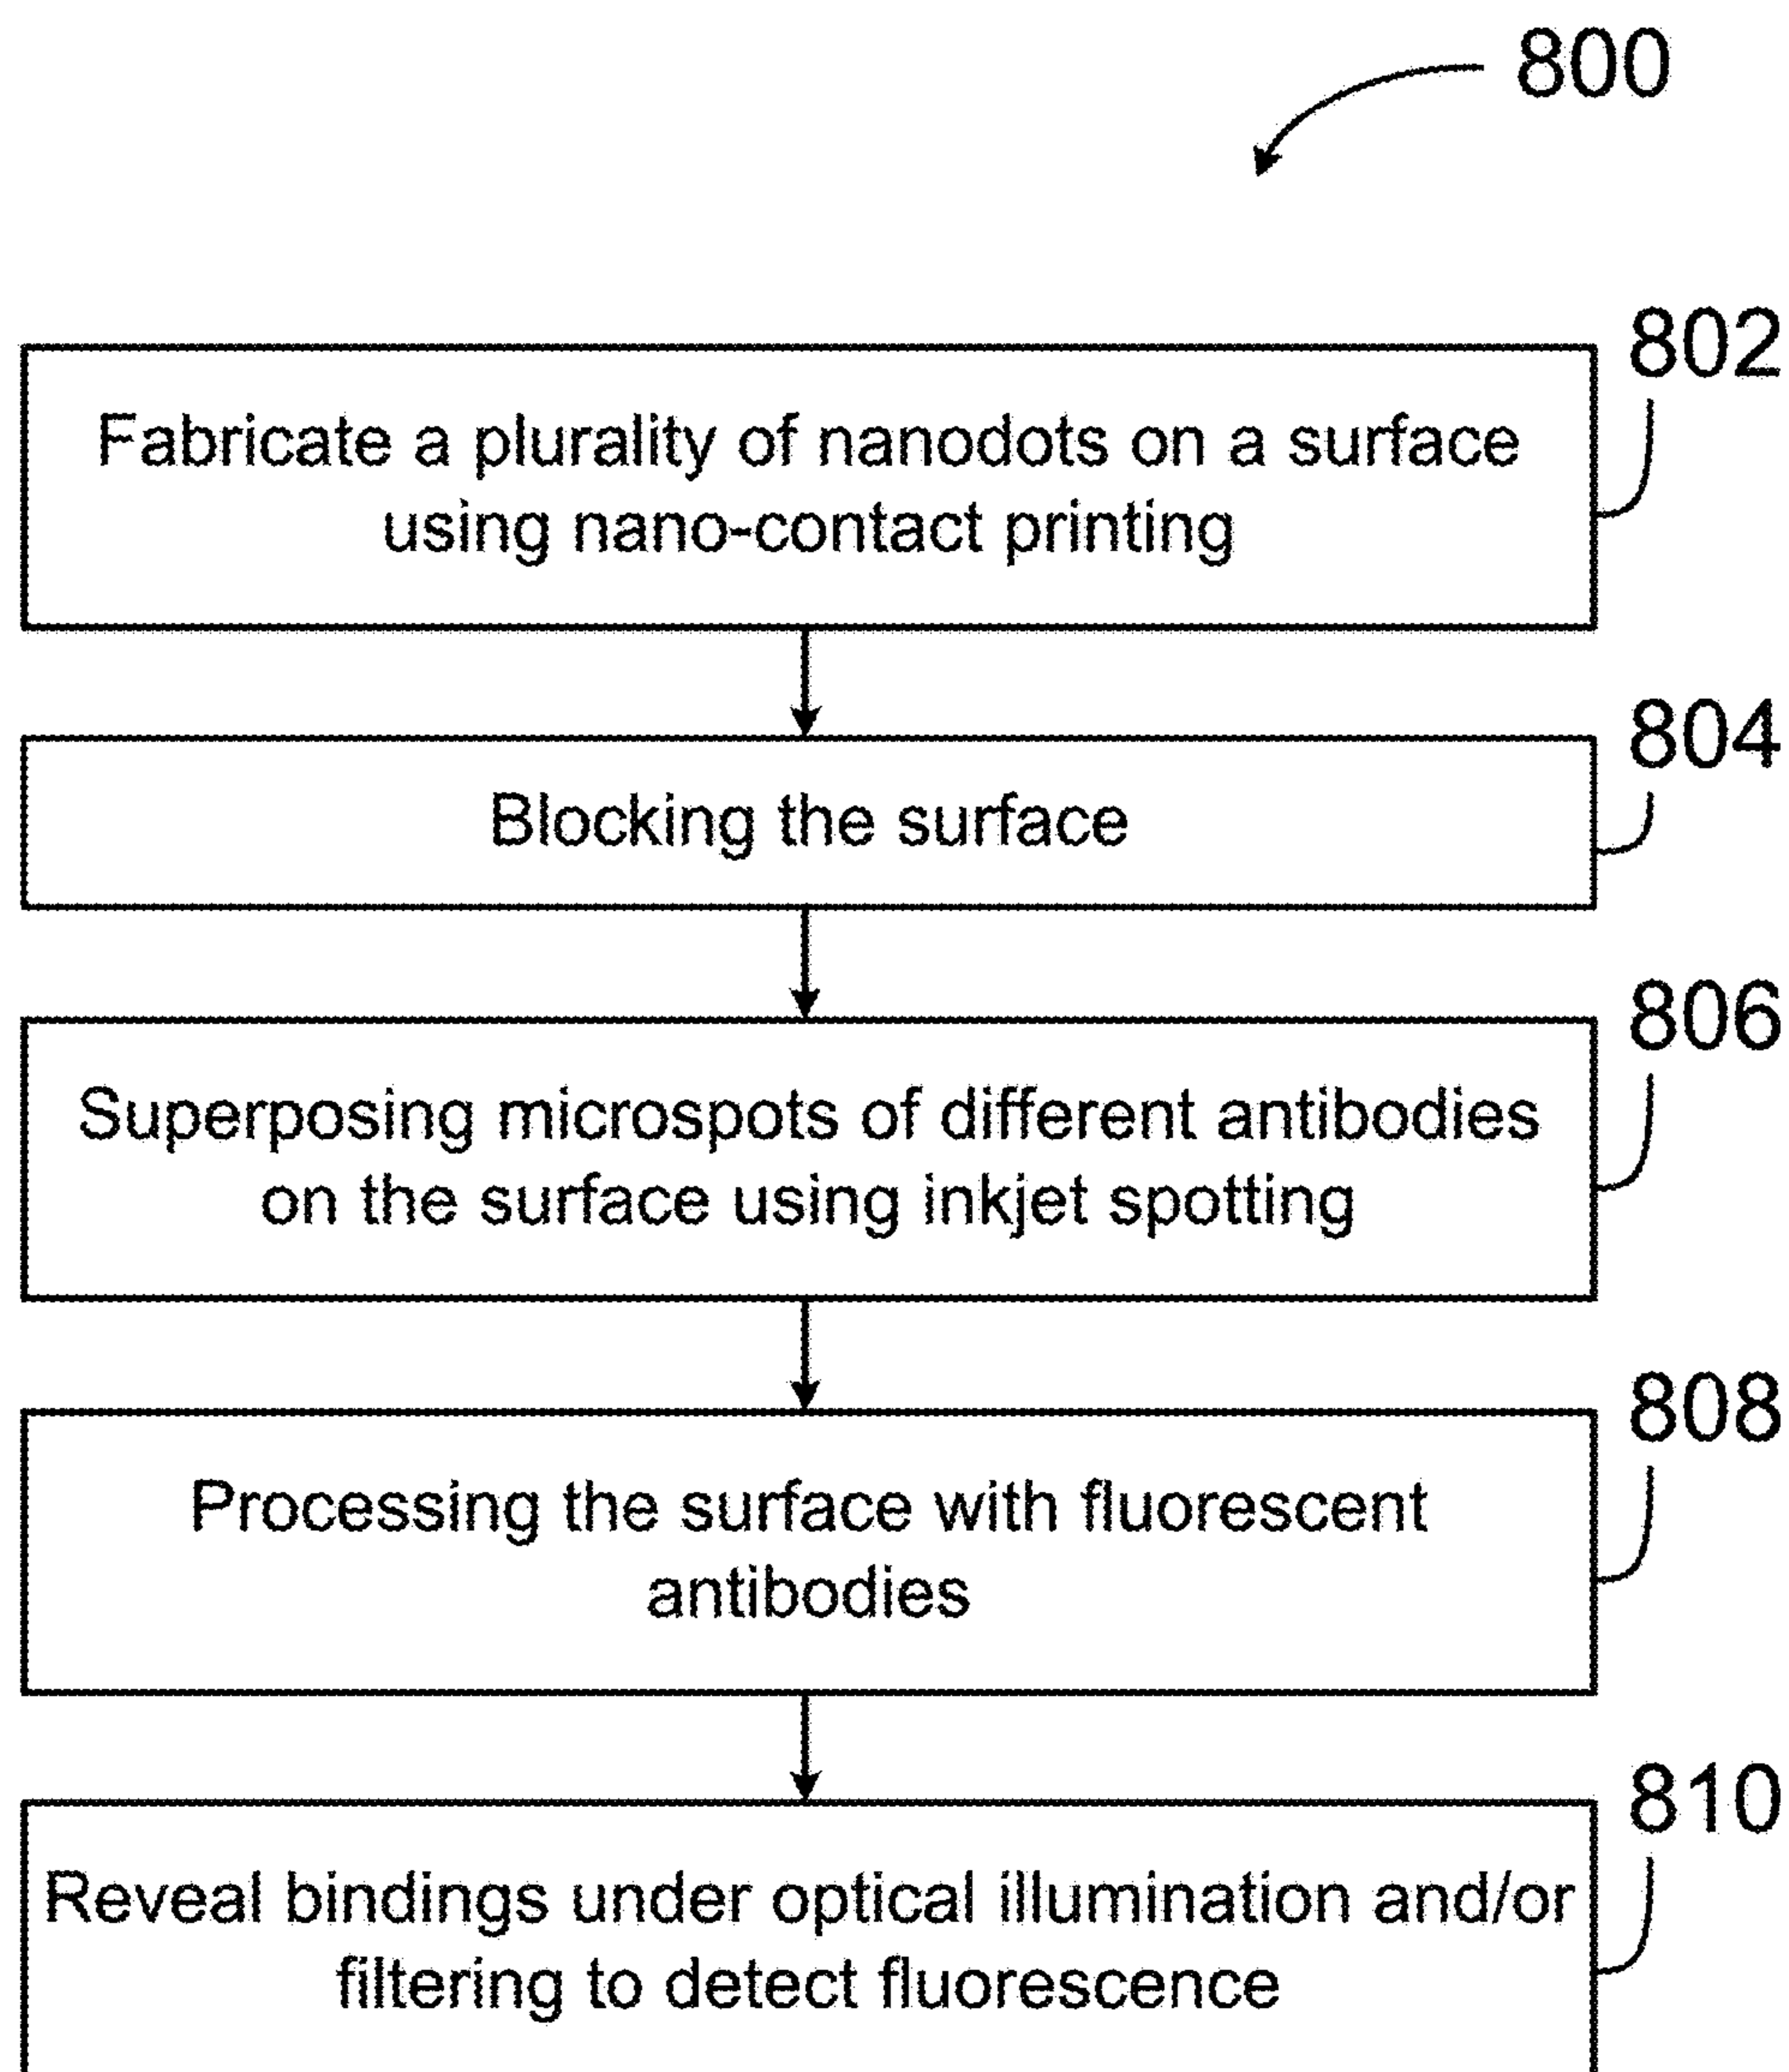 800
802
Fabricate a plurality of nanodots on a surface
using nano-contact printing
804
Blocking the surface
806
Superposing microspots of different antibodies
on the surface using inkjet spotting
808
Processing the surface with fluorescent
antibodies
810
Reveal bindings under optical illumination and/or
filtering to detect fluorescence